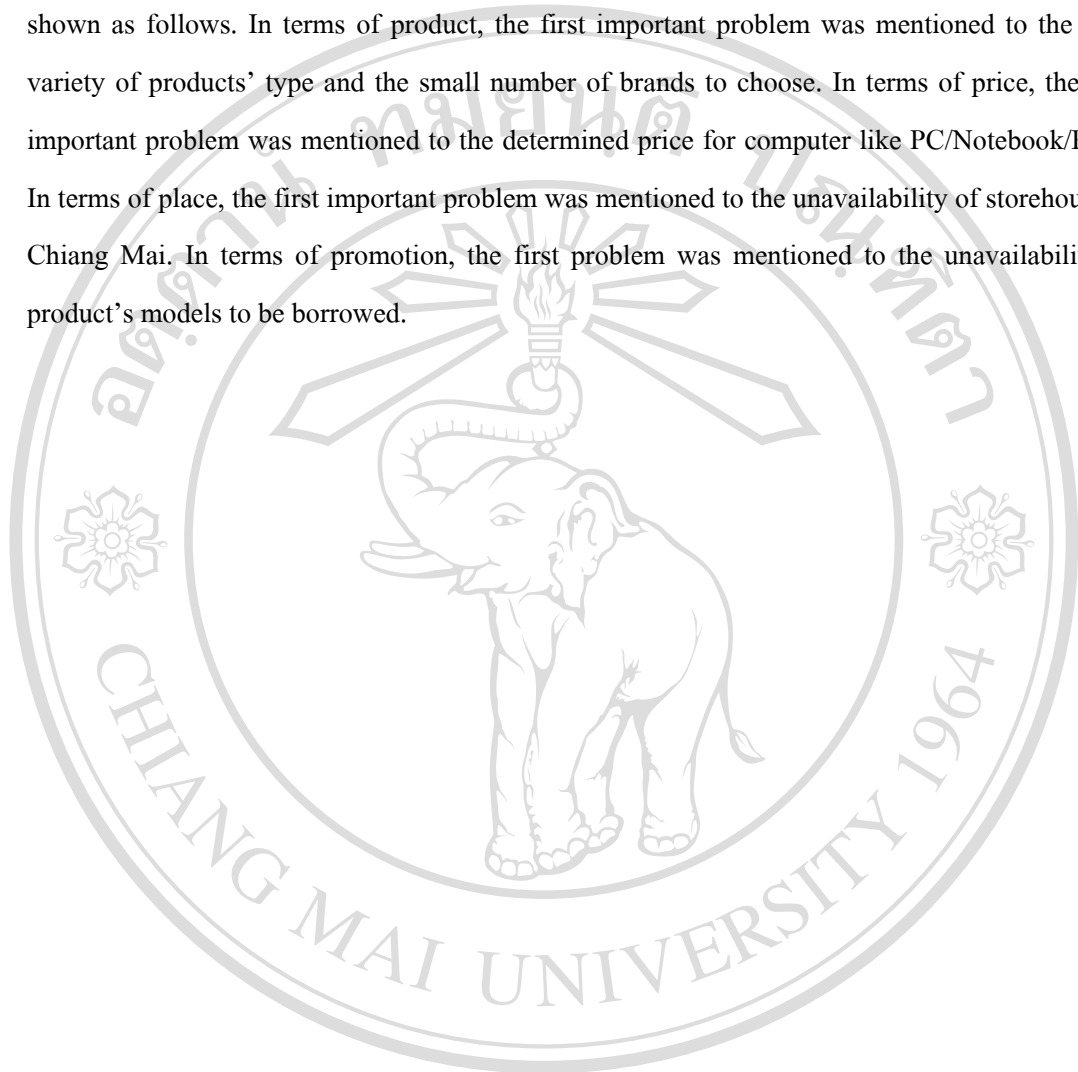 shown as follows. In terms of product, the first important problem was mentioned to the
variety of products’ type and the small number of brands to choose. In terms of price, the
important problem was mentioned to the determined price for computer like PC/Notebook/
In terms of place, the first important problem was mentioned to the unavailability of
Chiang Mai. In terms of promotion, the first problem was mentioned to the
product’s models to be borrowed.
CHIANG MAI UNIVERSITY 1964